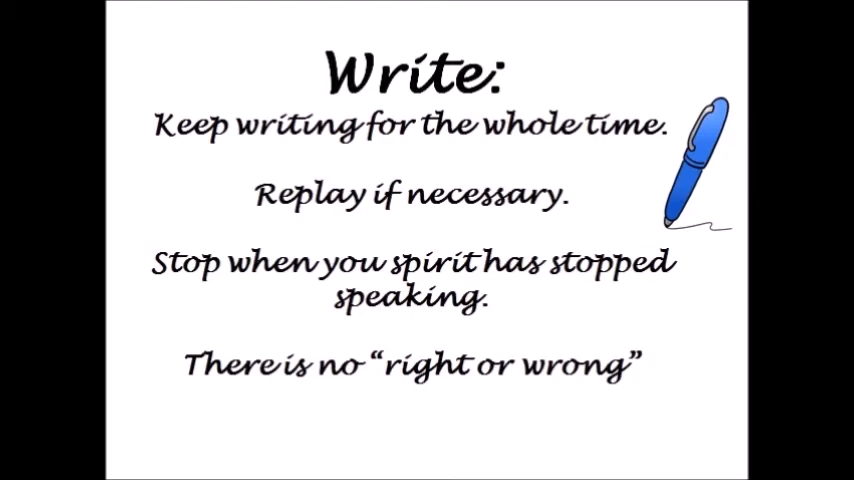 Write:
Keep writing for the whole time.
Replay if necessary.
Stop when you spirit has stopped
speaking.
There is no “right or wrong”